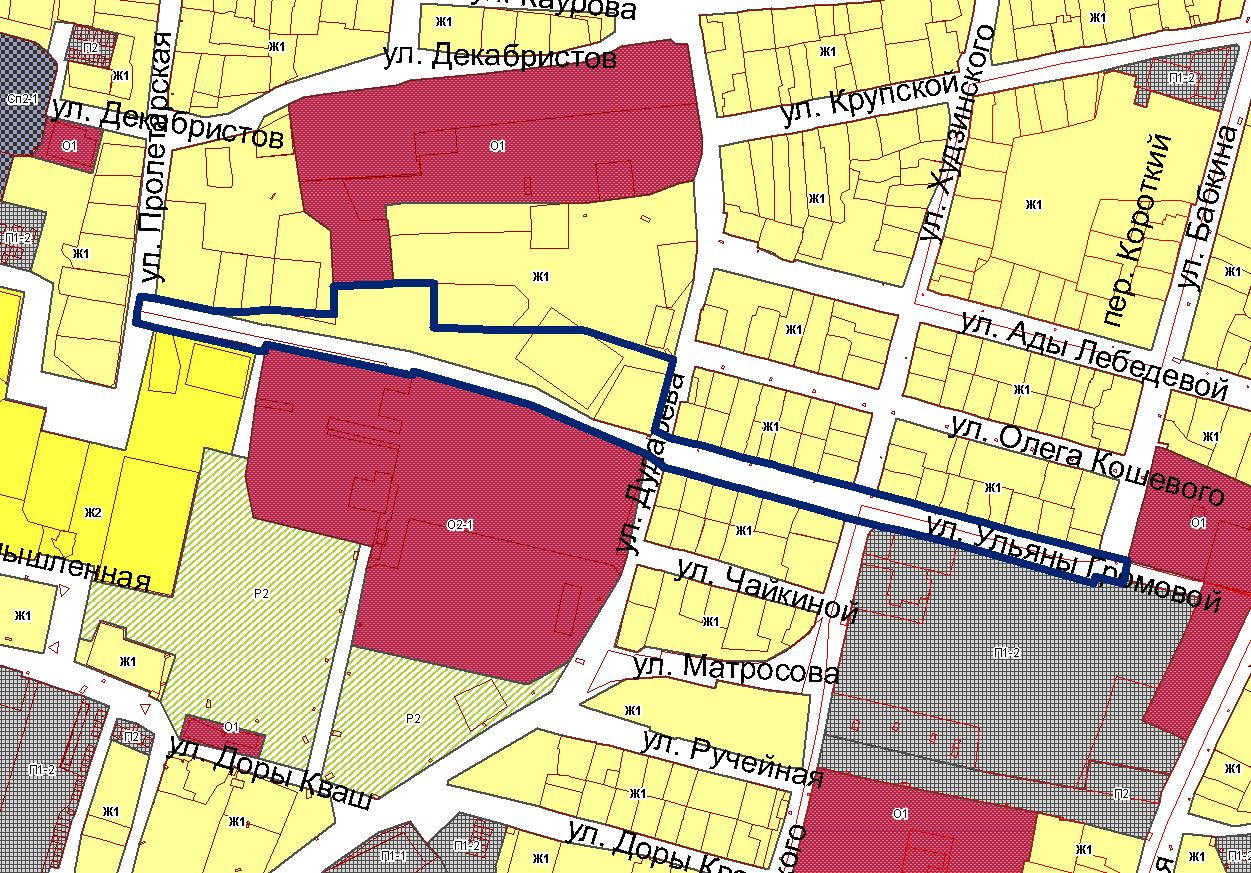 ул. Каурова
Ж1
Ж1
Ж1
Ж1
П2
Ж1
ул. Декабристов
Сп2-1
ул. Декабристов
ул. Пролетарская
О1
О1
ул. Крупской
ул. Худзинского
П1-2
пер. Короткий
ул. Бабкина
Ж1
Ж1
П1-2
Ж1
Ж1
Ж1
Ж1
ул. Ады Лебедевой
Ж1
Ж1
ул. Олега Кошевого
Ж1
Ж1
О1
ул. Дударева
Ж2
О2-1
Ж1
ул. Ульяны Громовой
ул. Чайкиной
Р2
Ж1
Ж1
П1-2
ул. Матросова
Ж1
Р2
Ж1
О1
П2
ул. Доры Кваш
ул. Ручейная
П1-2
Ж1
Ж1
П2
Ж1
Ж1
О1
ул. Доры
П1-1
П1-2
Ж1
Ж1
Ж1